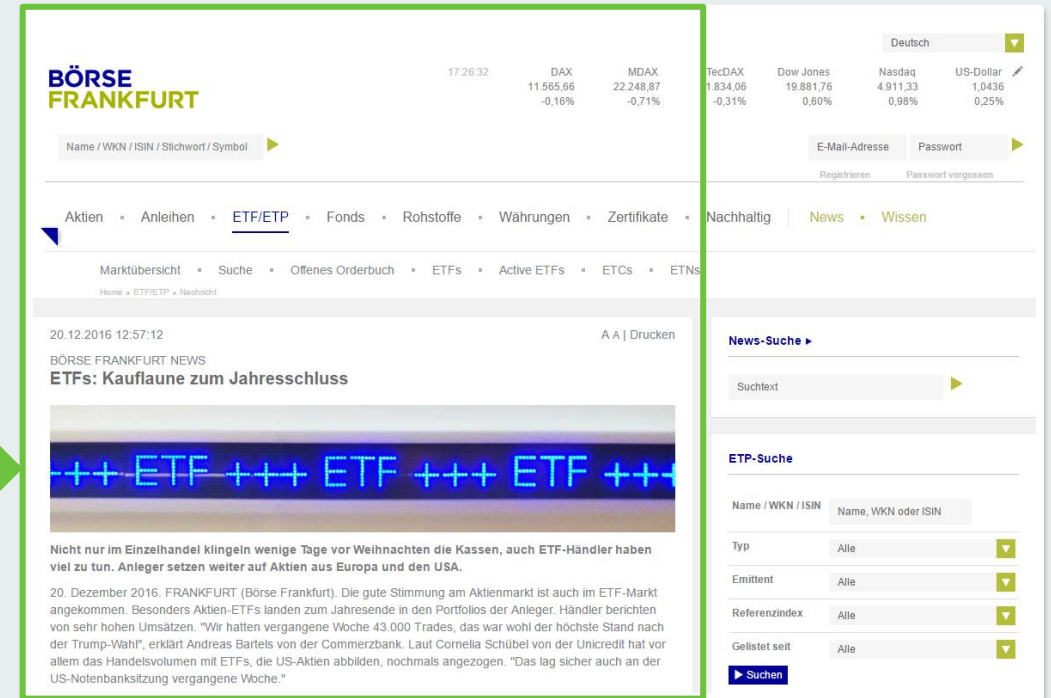 Deutsch
BÖRSE
FRANKFURT
17:26:32 DAX MDAX TecDAX Dow Jones Nasdaq US-Dollar
11.565,66 22.248,87 1.834,06 19.881,76 4.911,33 1,0436
-0,16% -0,71% -0,31% 0,60% 0,98% 0,25%
Name / WKN / ISIN / Stichwort / Symbol
E-Mail-Adresse Passwort
Registrieren Passwort vergessen
Aktien Anleihen ETF/ETP Fonds Rohstoffe Währungen Zertifikate Nachhaltig News Wissen
Marktübersicht Suche Offenes Orderbuch ETFs Active ETFs ETCs ETNs
Home » ETF/ETP » Nachricht
20.12.2016 12:57:12 A A | Drucken
BÖRSE FRANKFURT NEWS
ETFs: Kauflaune zum Jahresschluss
+++ ETF +++ ETF +++ ETF +++
Nicht nur im Einzelhandel klingeln wenige Tage vor Weihnachten die Kassen, auch ETF-Händler haben
viel zu tun. Anleger setzen weiter auf Aktien aus Europa und den USA.
20. Dezember 2016. FRANKFURT (Börse Frankfurt). Die gute Stimmung am Aktienmarkt ist auch im ETF-Markt
angekommen. Besonders Aktien-ETFs landen zum Jahresende in den Portfolios der Anleger. Händler berichten
von sehr hohen Umsätzen. "Wir hatten vergangene Woche 43.000 Trades, das war wohl der höchste Stand nach
der Trump-Wahl", erklärt Andreas Bartels von der Commerzbank. Laut Cornelia Schübel von der Unicredit hat vor
allem das Handelsvolumen mit ETFs, die US-Aktien abbilden, nochmals angezogen. "Das lag sicher auch an der
US-Notenbanksitzung vergangene Woche."
News-Suche ▸
Suchtext
ETP-Suche
Name / WKN / ISIN Name, WKN oder ISIN
Typ Alle
Emittent Alle
Referenzindex Alle
Gelistet seit Alle
Suchen